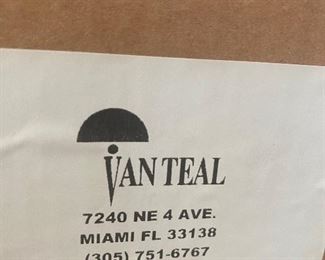 VAN TEAL
7240 NE 4 AVE.
MIAMI FL 33138
(305) 751-6767